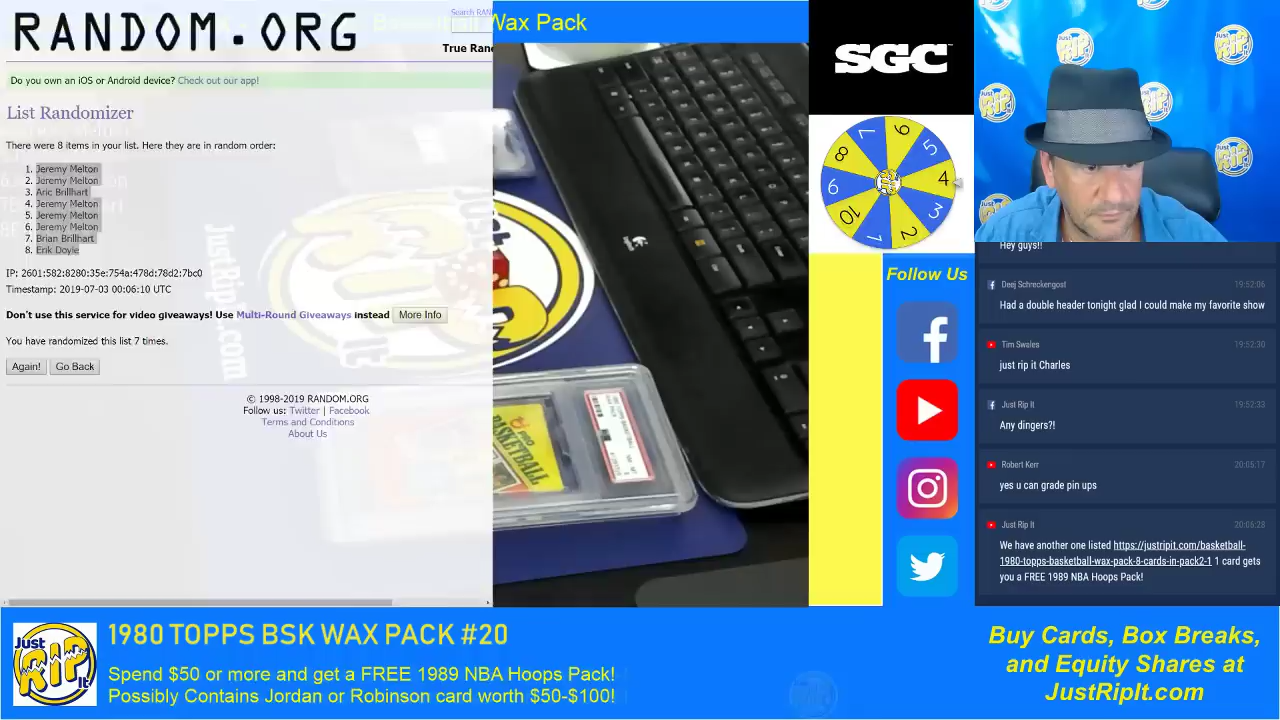 RANDOM.ORG
Search RAN
True Rand
Basketball Wax Pack
Do you own an iOS or Android device? Check out our app!
List Randomizer
There were 8 items in your list. Here they are in random order:
1. Jeremy Melton
2. Jeremy Melton
3. Aric Brillhart
4. Jeremy Melton
5. Jeremy Melton
6. Jeremy Melton
7. Brian Brillhart
8. Erik Doyle
IP: 2601:582:8280:35e:754a:478d:78d2:7bc0
Timestamp: 2019-07-03 00:06:10 UTC
Don't use this service for video giveaways! Use Multi-Round Giveaways instead More Info
You have randomized this list 7 times.
Again! Go Back
© 1998-2019 RANDOM.ORG
Follow us: Twitter | Facebook
Terms and Conditions
About Us
JustRipIt.com
PRO
BASKETBALL
SGC
Follow Us
Hey guys!!
Deej Schreckengost 19:52:06
Had a double header tonight glad I could make my favorite show
Tim Swales 19:52:30
just rip it Charles
Just Rip It 19:52:33
Any dingers?!
Robert Kerr 20:05:17
yes u can grade pin ups
Just Rip It 20:06:28
We have another one listed https://justripit.com/basketball-
1980-topps-basketball-wax-pack-8-cards-in-pack2-1 1 card gets
you a FREE 1989 NBA Hoops Pack!
Just
RIP
It
1980 TOPPS BSK WAX PACK #20
Spend $50 or more and get a FREE 1989 NBA Hoops Pack!
Possibly Contains Jordan or Robinson card worth $50-$100!
Buy Cards, Box Breaks,
and Equity Shares at
JustRipIt.com